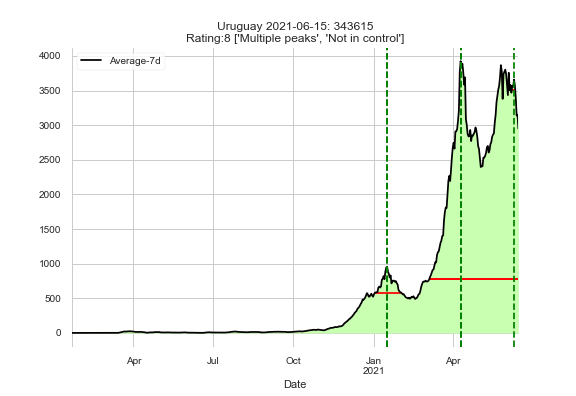 Uruguay 2021-06-15: 343615
Rating:8 ['Multiple peaks', 'Not in control']
Average-7d
4000
3500
3000
2500
2000
1500
1000
500
0
Apr
Jul
Oct
Jan
2021
Apr
Date